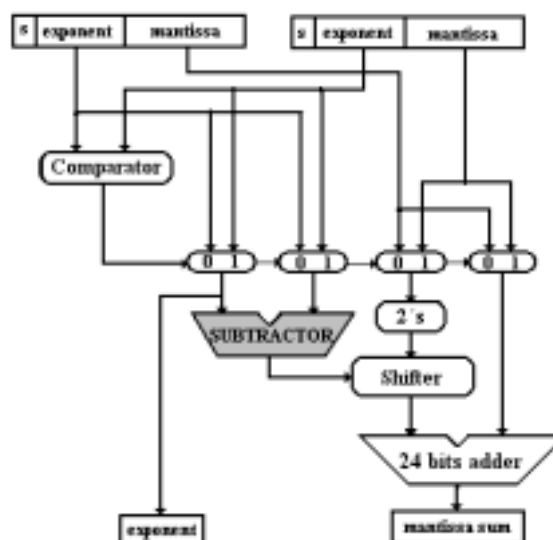 s exponent mantissa s exponent mantissa
Comparator
0 1 0 1 0 1 0 1
SUBTRACTOR
2's
Shifter
24 bits adder
exponent
mantissa sum